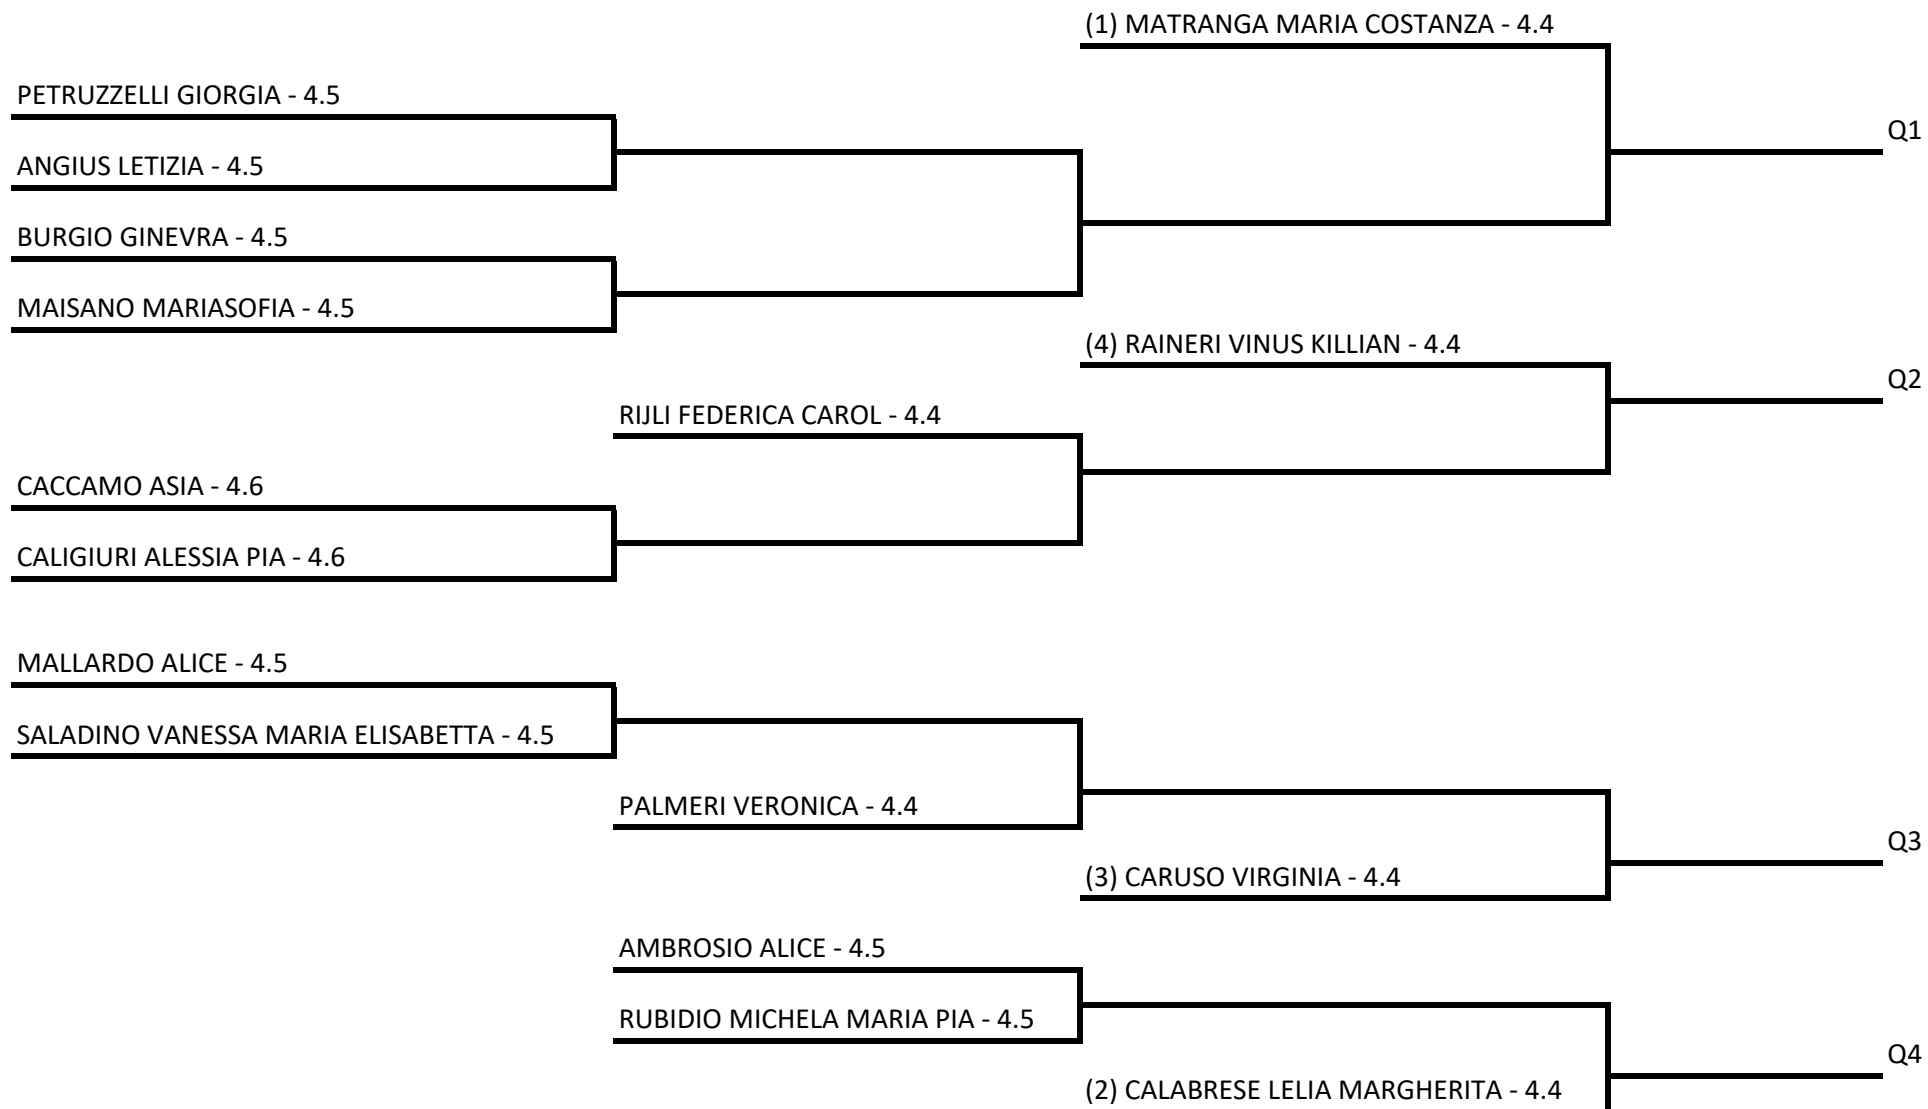 (1) MATRANGA MARIA COSTANZA - 4.4
PETRUZZELLI GIORGIA - 4.5
Q1
ANGIUS LETIZIA - 4.5
BURGIO GINEVRA - 4.5
MAISANO MARIASOFIA - 4.5
(4) RAINERI VINUS KILLIAN - 4.4
Q2
RIJLI FEDERICA CAROL - 4.4
CACCAMO ASIA - 4.6
CALIGIURI ALESSIA PIA - 4.6
MALLARDO ALICE - 4.5
SALADINO VANESSA MARIA ELISABETTA - 4.5
PALMERI VERONICA - 4.4
Q3
(3) CARUSO VIRGINIA - 4.4
AMBROSIO ALICE - 4.5
RUBIDIO MICHELA MARIA PIA - 4.5
Q4
(2) CALABRESE LELIA MARGHERITA - 4.4